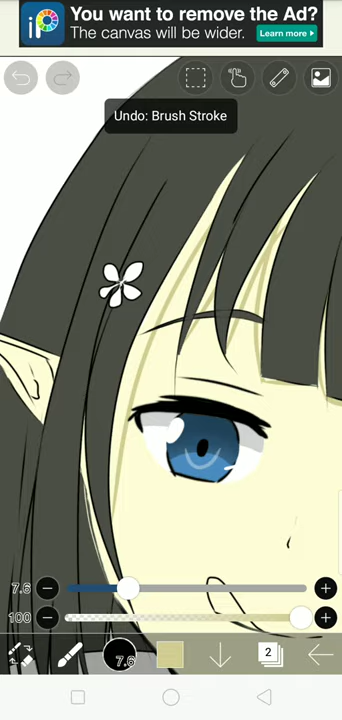 iP
You want to remove the Ad?
The canvas will be wider.
Learn more
Undo: Brush Stroke
7.6
100
7.6
2